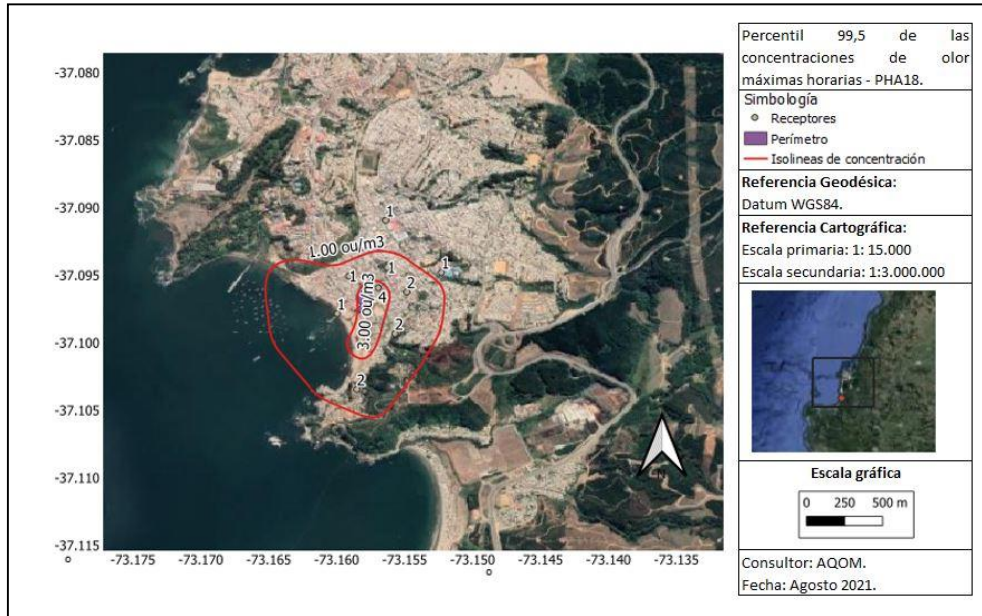 -37.080
-37.085
-37.090
-37.095
-37.100
-37.105
-37.110
-37.115
-73.175 -73.170 -73.165 -73.160 -73.155 -73.150 -73.145 -73.140 -73.135
o
o
1
1.00 ou/m3
1
1
1
2
4
1
3.00 ou/m3
2
2
N
Percentil 99,5 de las
concentraciones de olor
máximas horarias - PHA18.
Simbología
Receptores
Perímetro
Isolineas de concentración
Referencia Geodésica:
Datum WGS84.
Referencia Cartográfica:
Escala primaria: 1: 15.000
Escala secundaria: 1:3.000.000
Escala gráfica
0 250 500 m
Consultor: AQOM.
Fecha: Agosto 2021.